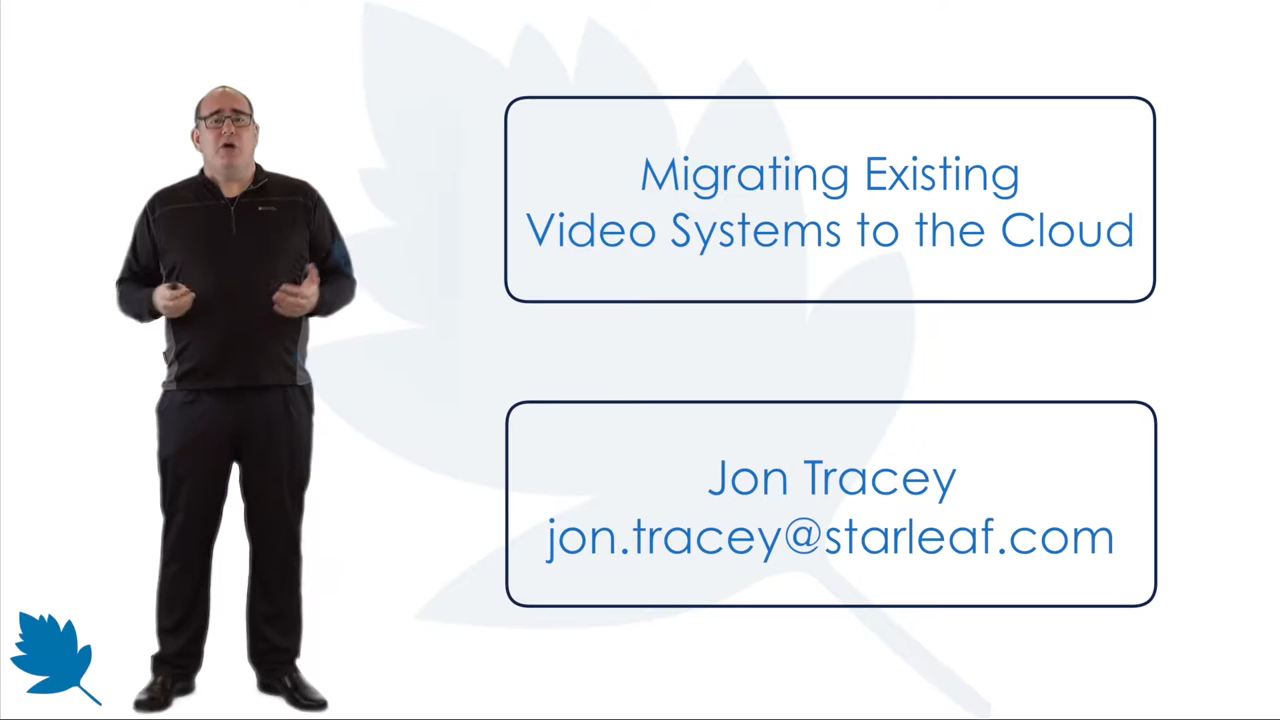 Migrating Existing
Video Systems to the Cloud
Jon Tracey
jon.tracey@starleaf.com